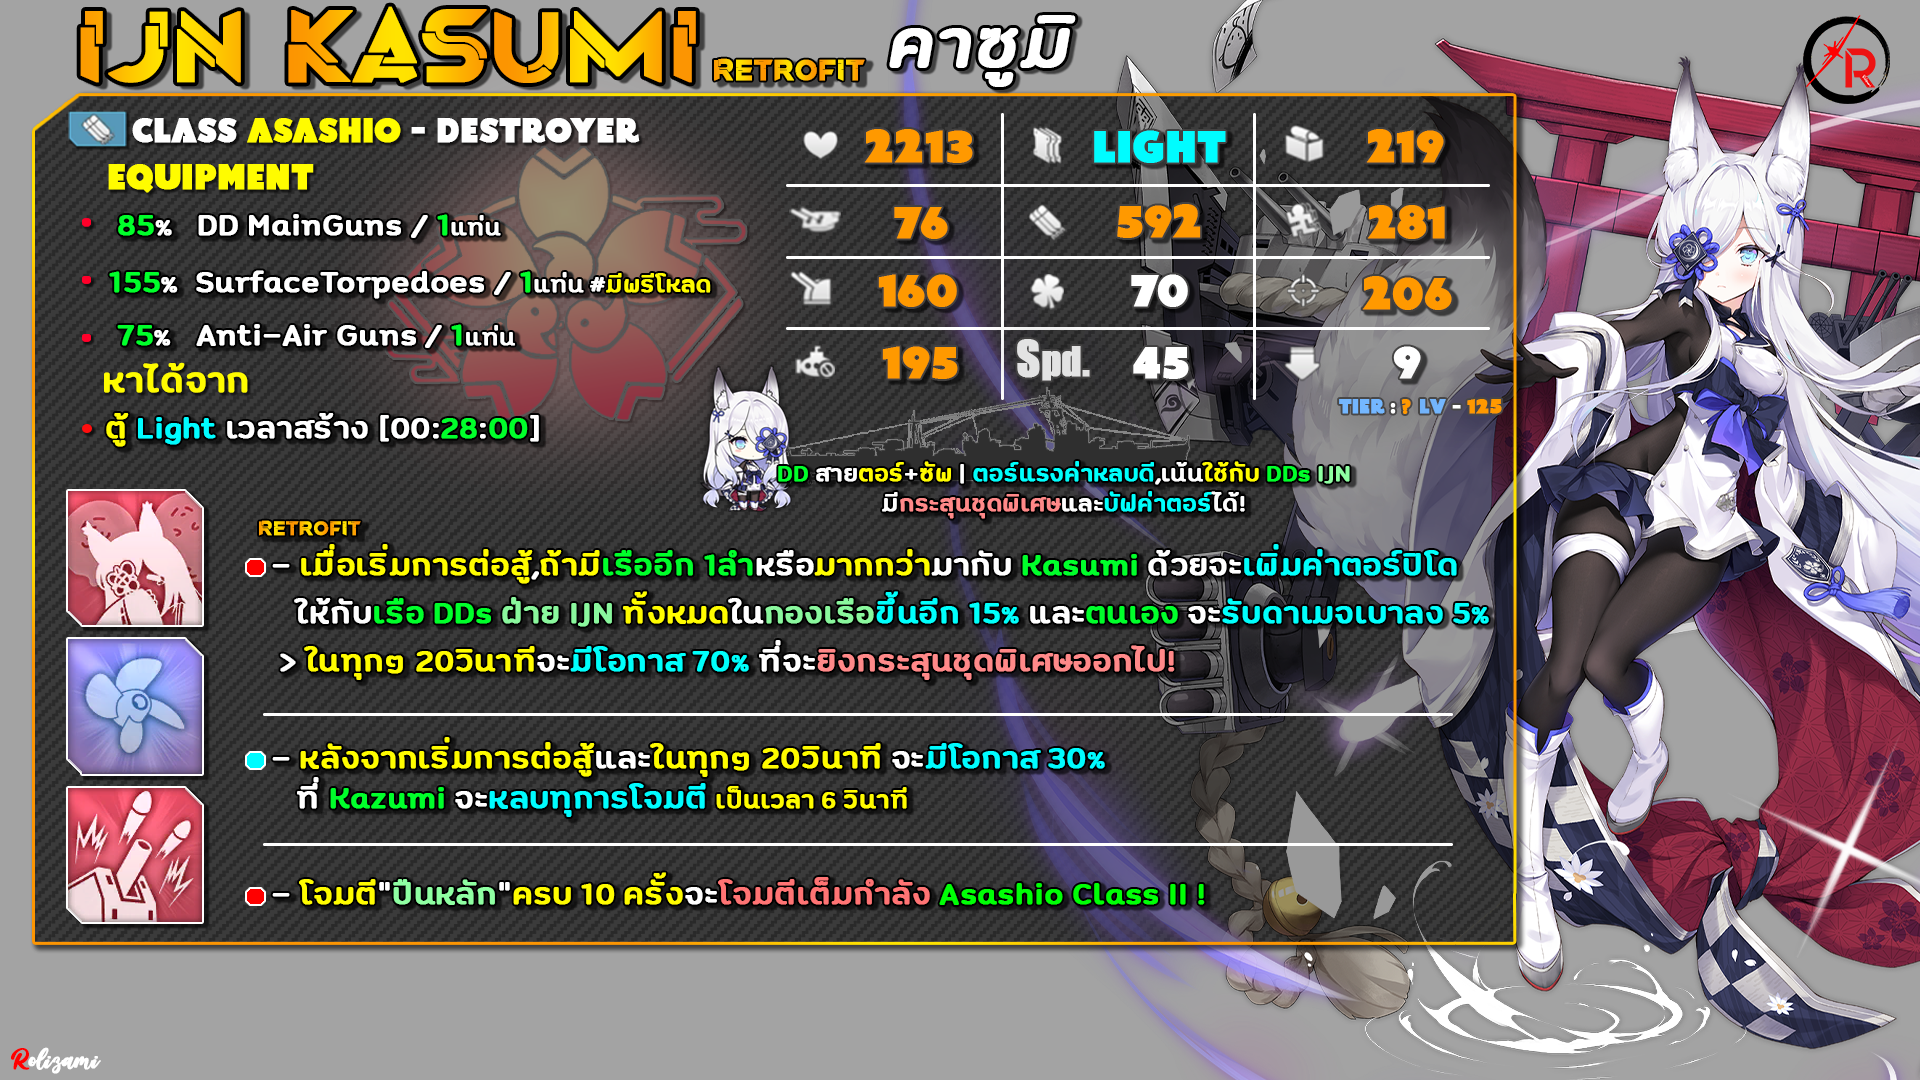 IJN KASUMI RETROFIT คาซูมิ
R
CLASS ASASHIO - DESTROYER
EQUIPMENT
• 85% DD MainGuns / 1แท่น
• 155% SurfaceTorpedoes / 1แท่น #มีพรีโหลด
• 75% Anti-Air Guns / 1แท่น
หาได้จาก
• ตู้ Light เวลาสร้าง [00:28:00]
2213 LIGHT 219
76 592 281
160 70 206
195 Spd. 45 9
TIER : ? LV - 125
DD สายตอร์+ซัพ | ตอร์แรงค่าหลบดี,เน้นใช้กับ DDs IJN
มีกระสุนชุดพิเศษและบัฟค่าตอร์ได้!
RETROFIT
- เมื่อเริ่มการต่อสู้,ถ้ามีเรืออีก 1ลำหรือมากกว่ามากับ Kasumi ด้วยจะเพิ่มค่าตอร์ปิโด
ให้กับเรือ DDs ฝ่าย IJN ทั้งหมดในกองเรือขึ้นอีก 15% และตนเอง จะรับดาเมจเบาลง 5%
> ในทุกๆ 20วินาทีจะมีโอกาส 70% ที่จะยิงกระสุนชุดพิเศษออกไป!
- หลังจากเริ่มการต่อสู้และในทุกๆ 20วินาที จะมีโอกาส 30%
ที่ Kazumi จะหลบทุการโจมตี เป็นเวลา 6 วินาที
- โจมตี"ปืนหลัก"ครบ 10 ครั้งจะโจมตีเต็มกำลัง Asashio Class II !
Rolizami